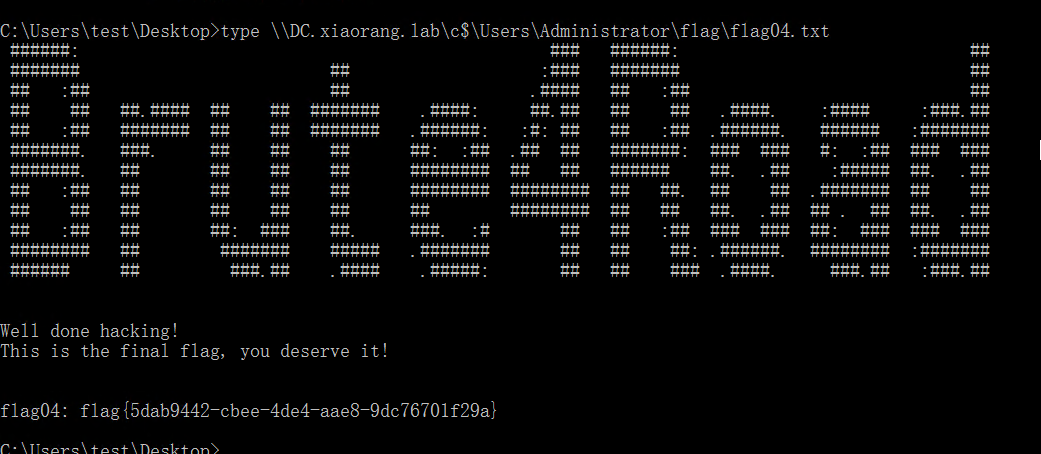 C:\Users\test\Desktop>type \\DC.xiaorang.lab\c$\Users\Administrator\flag\flag04.txt
Brute4Road
Well done hacking!
This is the final flag, you deserve it!
flag04: flag{5dab9442-cbee-4de4-aae8-9dc76701f29a}
C:\Users\test\Desktop>